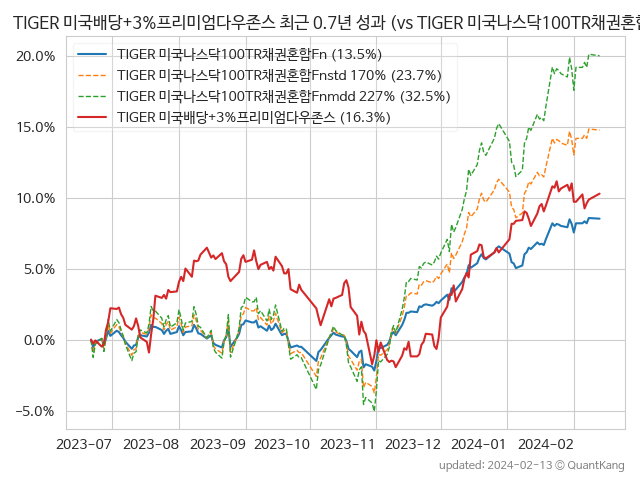 TIGER 미국배당+3%프리미엄다우존스 최근 0.7년 성과 (vs TIGER 미국나스닥100TR채권혼합
TIGER 미국나스닥100TR채권혼합Fn (13.5%)
TIGER 미국나스닥100TR채권혼합Fnstd 170% (23.7%)
TIGER 미국나스닥100TR채권혼합Fnmdd 227% (32.5%)
TIGER 미국배당+3%프리미엄다우존스 (16.3%)
20.0%
15.0%
10.0%
5.0%
0.0%
−5.0%
2023-07 2023-08 2023-09 2023-10 2023-11 2023-12 2024-01 2024-02
updated: 2024-02-13 © QuantKang